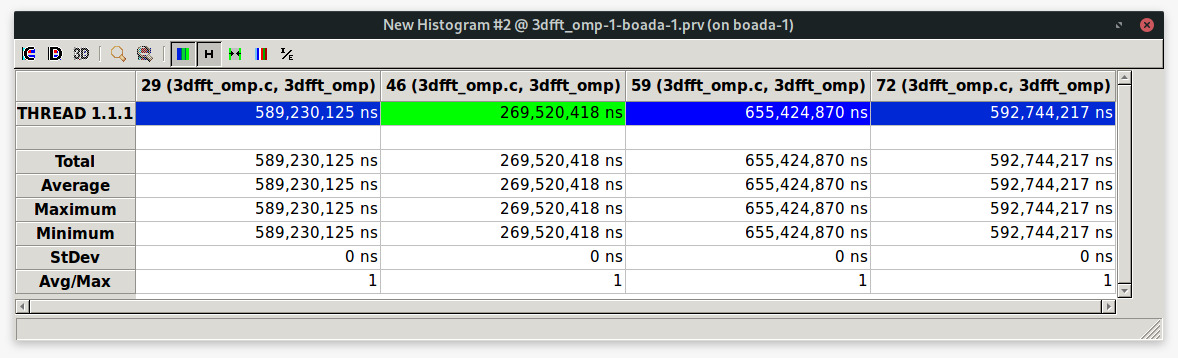 New Histogram #2 @ 3dfft_omp-1-boada-1.prv (on boada-1)
3D H I/E
29 (3dfft_omp.c, 3dfft_omp) 46 (3dfft_omp.c, 3dfft_omp) 59 (3dfft_omp.c, 3dfft_omp) 72 (3dfft_omp.c, 3dfft_omp)
THREAD 1.1.1 589,230,125 ns 269,520,418 ns 655,424,870 ns 592,744,217 ns
Total 589,230,125 ns 269,520,418 ns 655,424,870 ns 592,744,217 ns
Average 589,230,125 ns 269,520,418 ns 655,424,870 ns 592,744,217 ns
Maximum 589,230,125 ns 269,520,418 ns 655,424,870 ns 592,744,217 ns
Minimum 589,230,125 ns 269,520,418 ns 655,424,870 ns 592,744,217 ns
StDev 0 ns 0 ns 0 ns 0 ns
Avg/Max 1 1 1 1